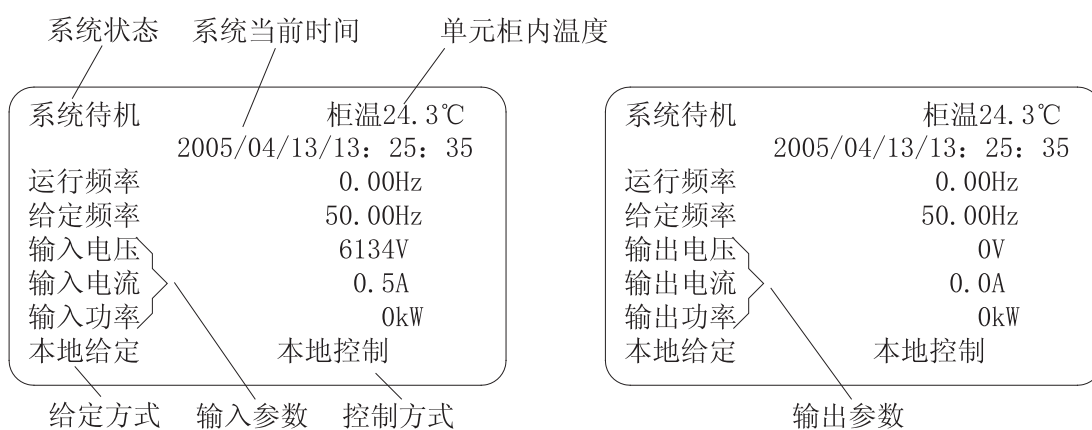 系统状态 系统当前时间 单元柜内温度
系统待机 柜温24.3℃
2005/04/13/13: 25: 35
运行频率 0.00Hz
给定频率 50.00Hz
输入电压 6134V
输入电流 0.5A
输入功率 0kW
本地给定 本地控制
给定方式 输入参数 控制方式
系统待机 柜温24.3℃
2005/04/13/13: 25: 35
运行频率 0.00Hz
给定频率 50.00Hz
输出电压 0V
输出电流 0.0A
输出功率 0kW
本地给定 本地控制
输出参数